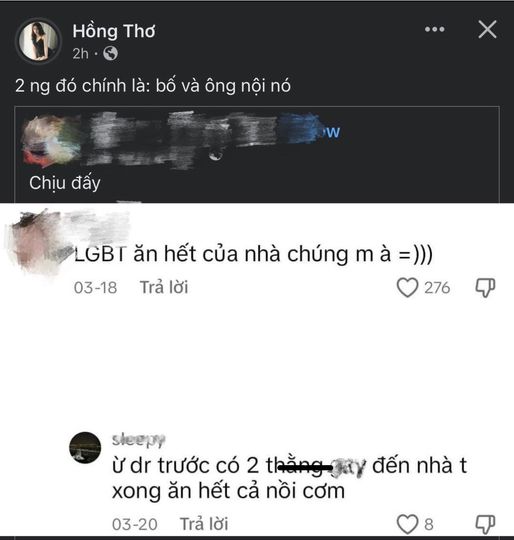 Hồng Thơ
2h
2 ng đó chính là: bố và ông nội nó
w
Chịu đấy
LGBT ăn hết của nhà chúng m à =)))
03-18 Trả lời 276
sleepy
ừ dr trước có 2 thằng gay đến nhà t
xong ăn hết cả nồi cơm
03-20 Trả lời 8